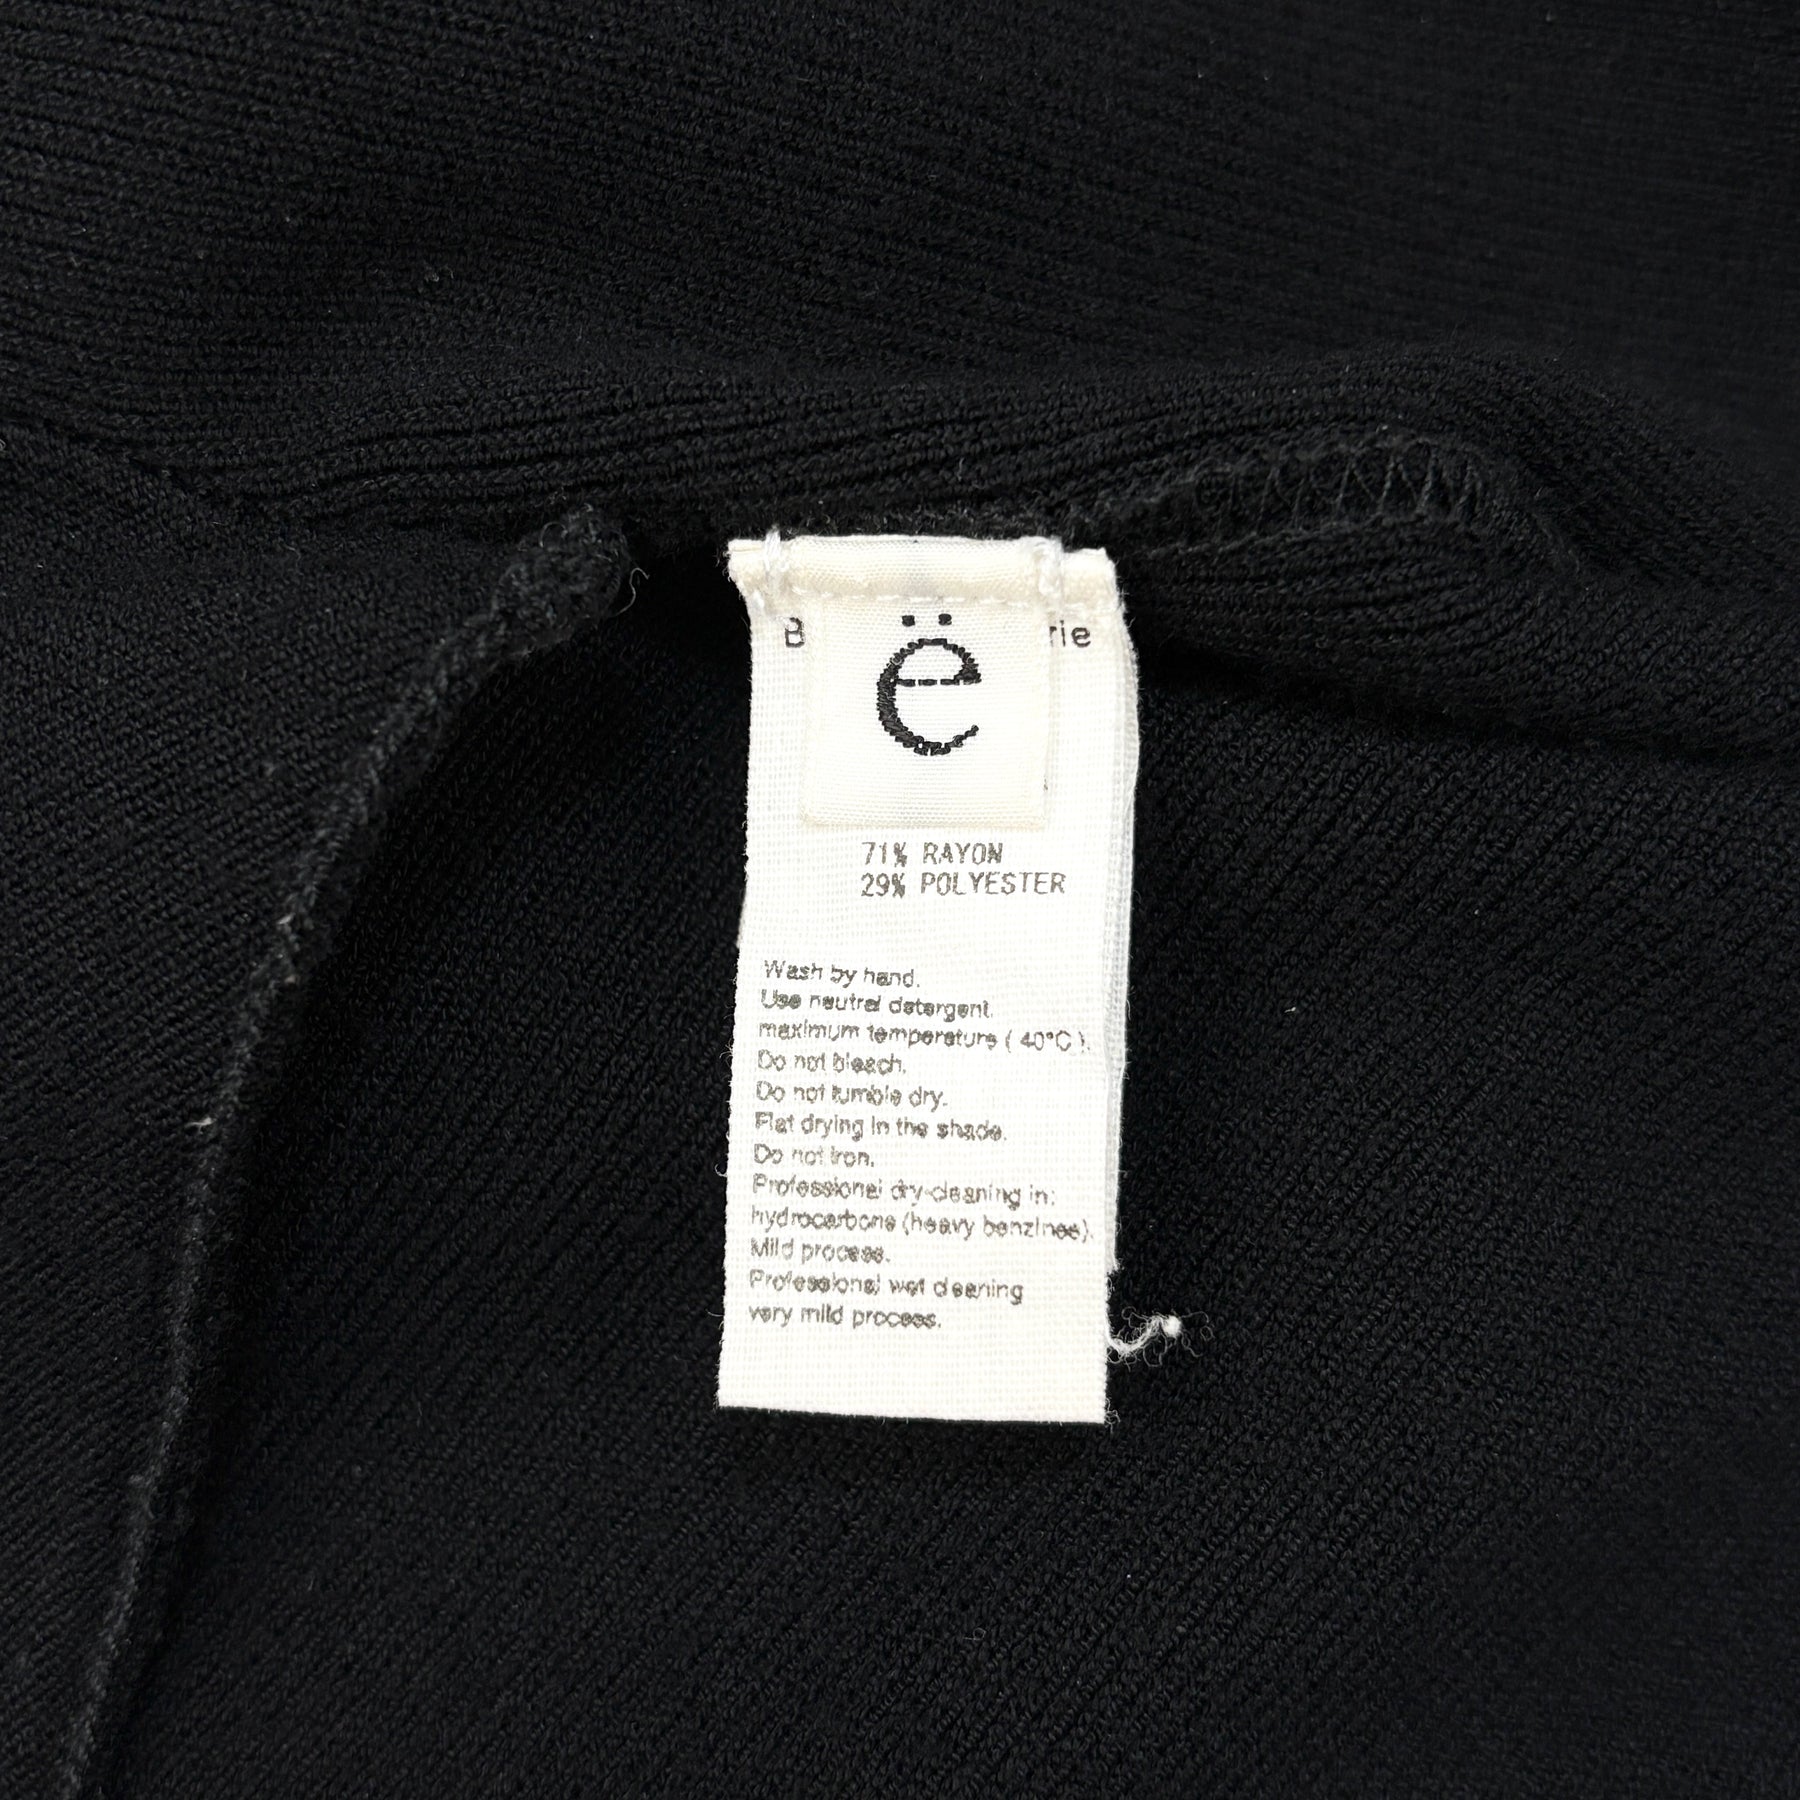 ë
71% RAYON
29% POLYESTER
Wash by hand.
Use neutral detergent.
maximum temperature ( 40°C ).
Do not bleach.
Do not tumble dry.
Flat drying in the shade.
Do not iron.
Professional dry-cleaning in:
hydrocarbone (heavy benzines).
Mild process.
Professional wet cleaning
very mild process.